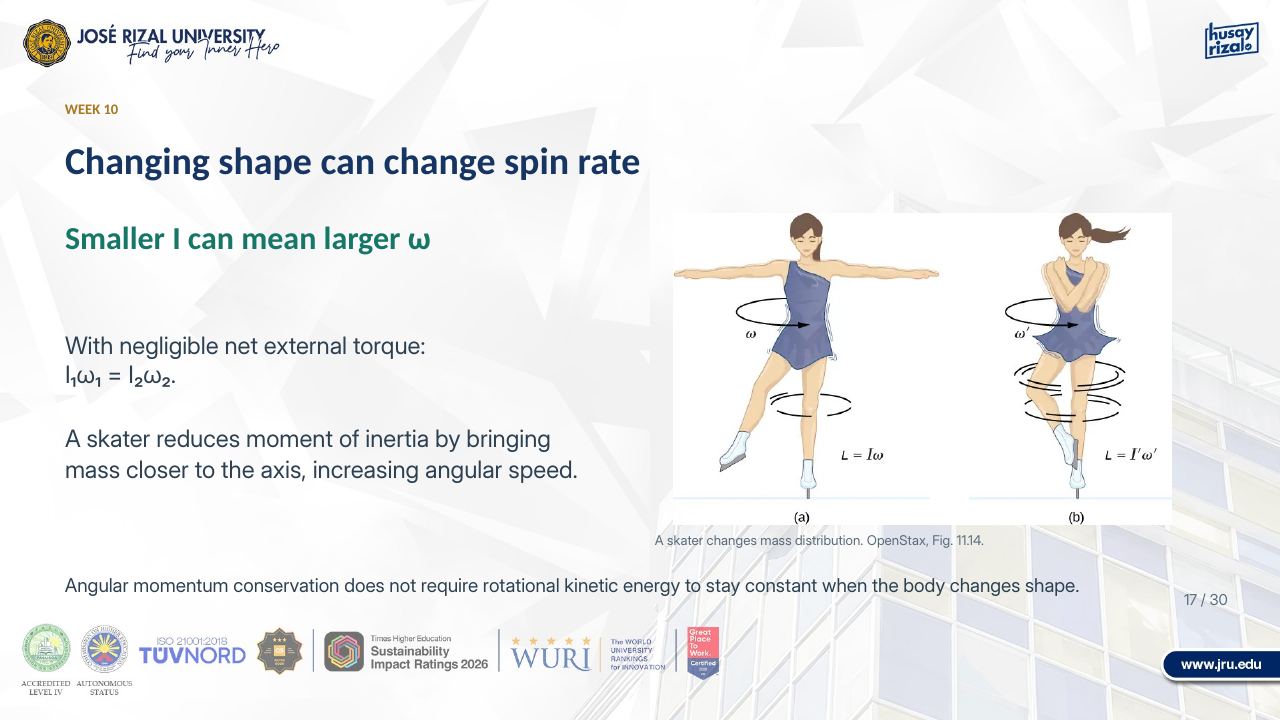 JOSÉ RIZAL UNIVERSITY
Find your Inner Hero
husay
rizal
WEEK 10
Changing shape can change spin rate
Smaller I can mean larger ω
With negligible net external torque:
I₁ω₁ = I₂ω₂.
A skater reduces moment of inertia by bringing
mass closer to the axis, increasing angular speed.
ω
L = Iω
(a)
ω′
L = I′ω′
(b)
A skater changes mass distribution. OpenStax, Fig. 11.14.
Angular momentum conservation does not require rotational kinetic energy to stay constant when the body changes shape.
17 / 30
ACCREDITED
LEVEL IV
AUTONOMOUS
STATUS
ISO 21001:2018
TÜVNORD
Times Higher Education
Sustainability
Impact Ratings 2026
WURI
The WORLD
UNIVERSITY
RANKINGS
for INNOVATION
Great
Place
To
Work.
Certified
www.jru.edu